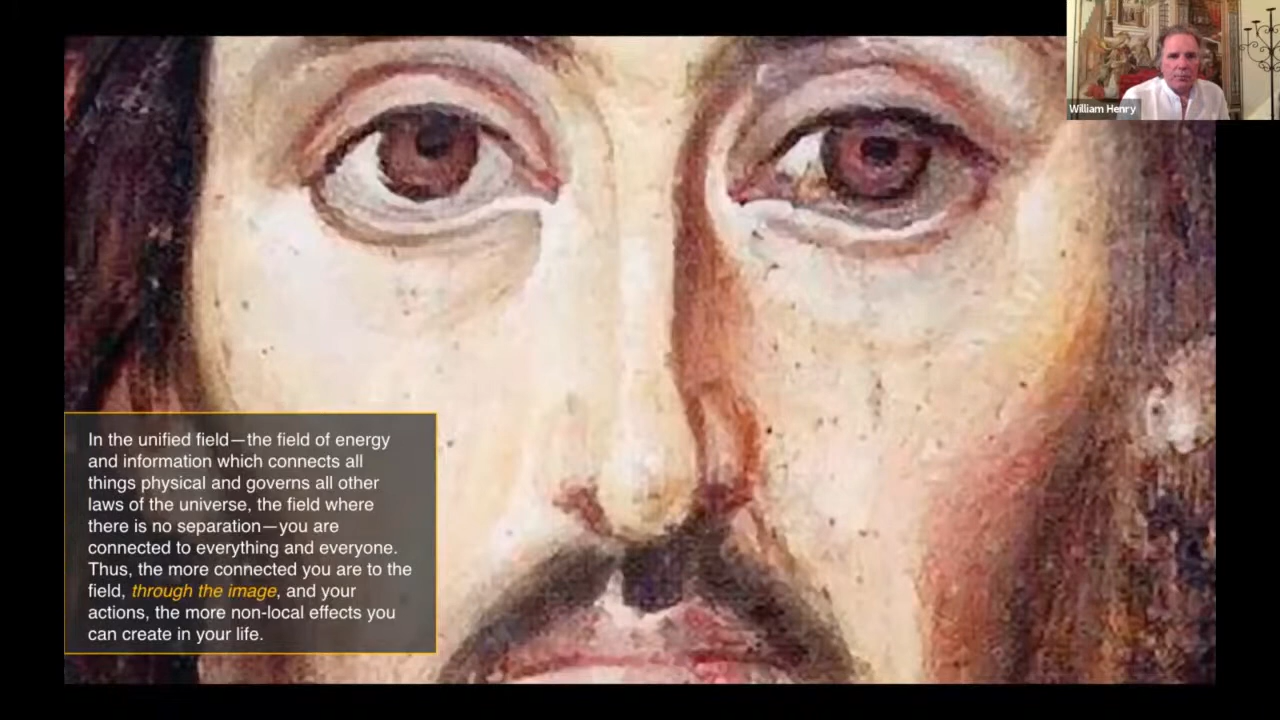 William Henry
In the unified field—the field of energy
and information which connects all
things physical and governs all other
laws of the universe, the field where
there is no separation—you are
connected to everything and everyone.
Thus, the more connected you are to the
field, through the image, and your
actions, the more non-local effects you
can create in your life.